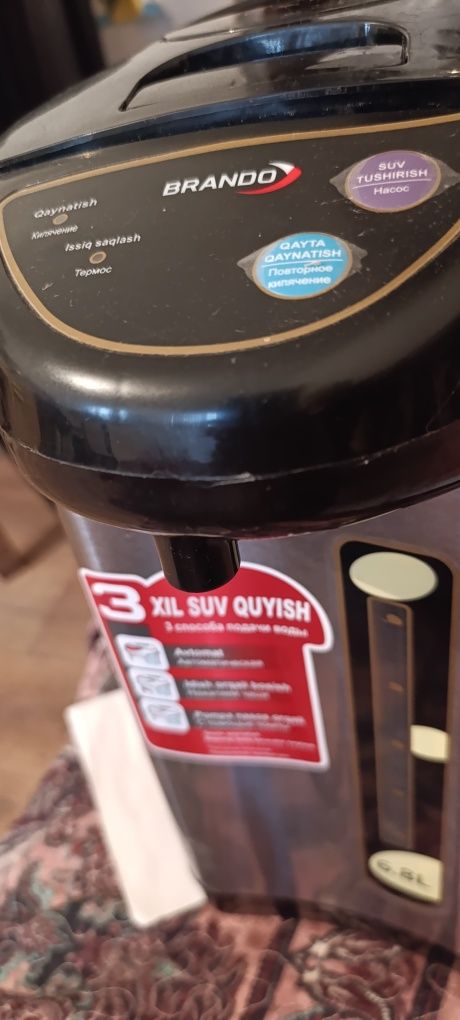 BRANDO
SUV
TUSHIRISH
Насос
Qaynatish
Кипячение
Issiq saqlash
Термос
QAYTA
QAYNATISH
Повторное
кипячение
3 XIL SUV QUYISH
3 способа подачи воды
Avtomat
Автоматическая
6.8L